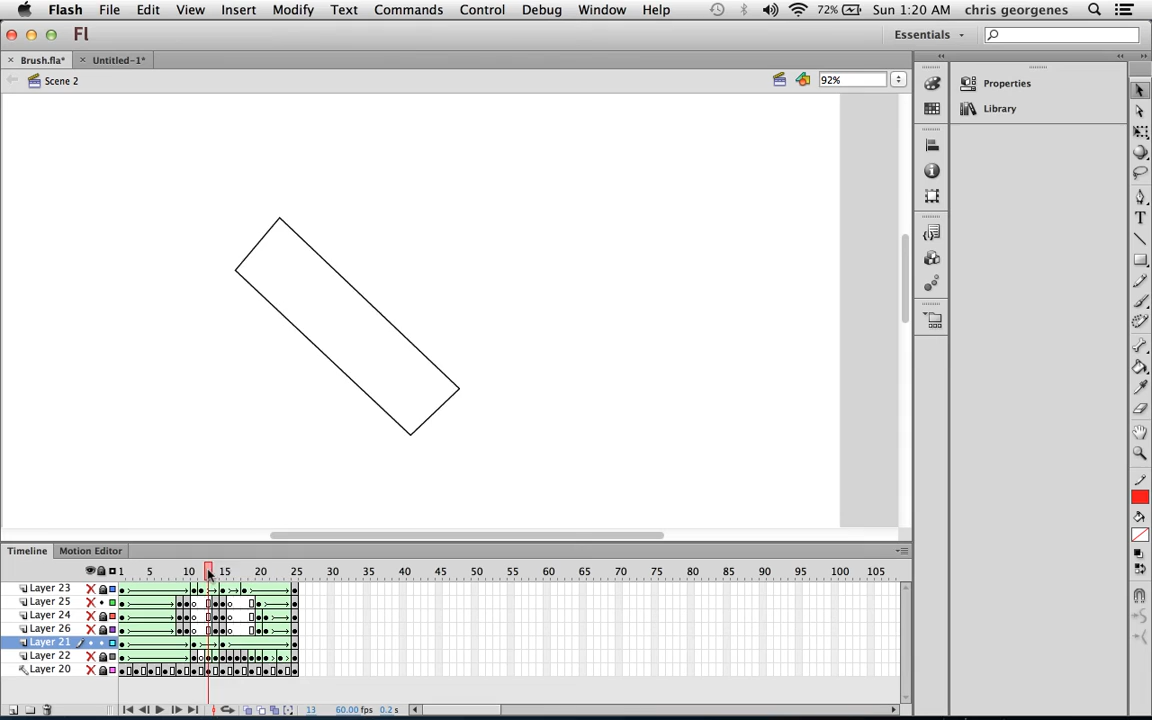 Flash File Edit View Insert Modify Text Commands Control Debug Window Help 72% Sun 1:20 AM chris georgenes
Fl Essentials
Brush.fla* Untitled-1*
Scene 2 92%
Properties
Library
Timeline Motion Editor
1 5 10 15 20 25 30 35 40 45 50 55 60 65 70 75 80 85 90 95 100 105
Layer 23
Layer 25
Layer 24
Layer 26
Layer 21
Layer 22
Layer 20
13 60.00 fps 0.2 s